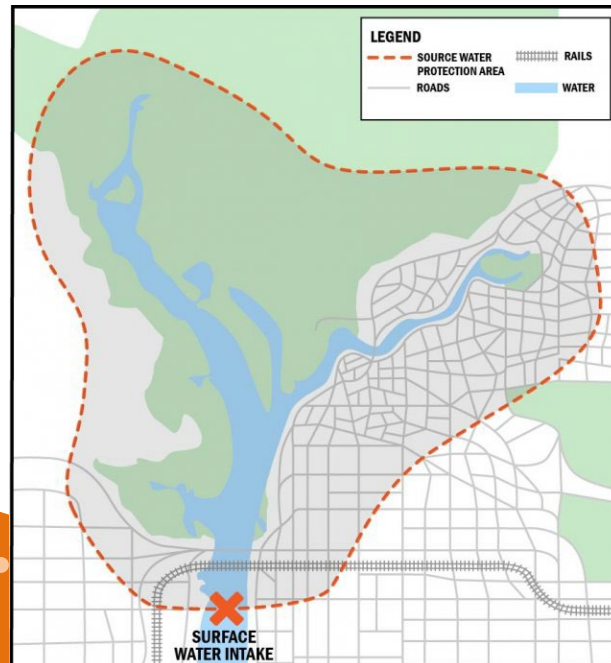 LEGEND
SOURCE WATER
PROTECTION AREA
RAILS
ROADS
WATER
SURFACE
WATER INTAKE